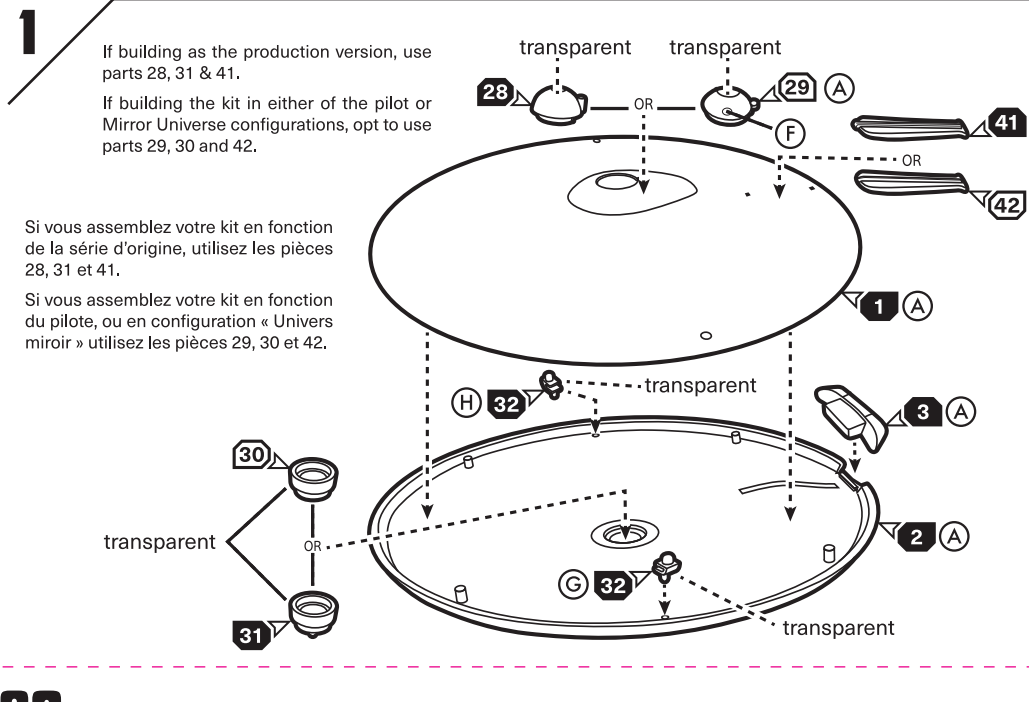 1
If building as the production version, use
parts 28, 31 & 41.
If building the kit in either of the pilot or
Mirror Universe configurations, opt to use
parts 29, 30 and 42.
Si vous assemblez votre kit en fonction
de la série d'origine, utilisez les pièces
28, 31 et 41.
Si vous assemblez votre kit en fonction
du pilote, ou en configuration « Univers
miroir » utilisez les pièces 29, 30 et 42.
transparent
transparent
28
OR
29 A
F
41
OR
42
1 A
H 32
transparent
3 A
30
transparent
OR
31
2 A
G 32
transparent